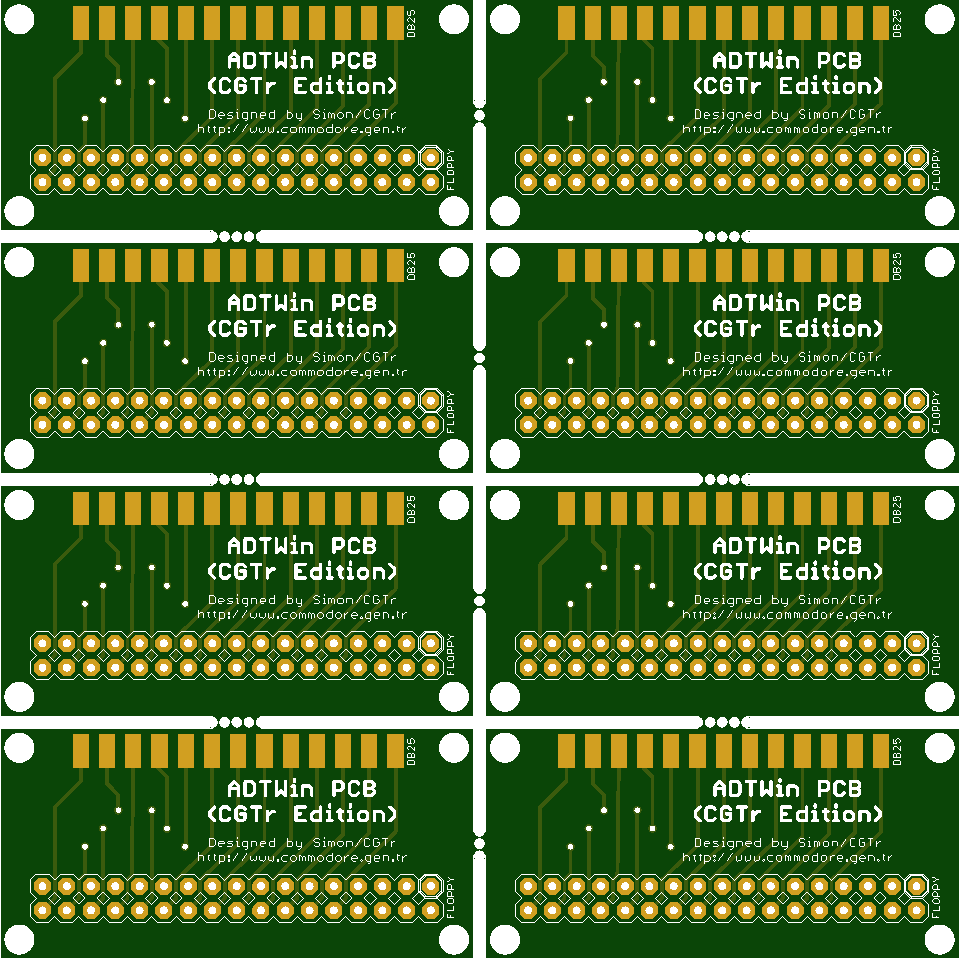 DB25
ADTWin PCB
(CGTr Edition)
Designed by Simon/CGTr
http://www.commodore.gen.tr
FLOPPY
DB25
ADTWin PCB
(CGTr Edition)
Designed by Simon/CGTr
http://www.commodore.gen.tr
FLOPPY
DB25
ADTWin PCB
(CGTr Edition)
Designed by Simon/CGTr
http://www.commodore.gen.tr
FLOPPY
DB25
ADTWin PCB
(CGTr Edition)
Designed by Simon/CGTr
http://www.commodore.gen.tr
FLOPPY
DB25
ADTWin PCB
(CGTr Edition)
Designed by Simon/CGTr
http://www.commodore.gen.tr
FLOPPY
DB25
ADTWin PCB
(CGTr Edition)
Designed by Simon/CGTr
http://www.commodore.gen.tr
FLOPPY
DB25
ADTWin PCB
(CGTr Edition)
Designed by Simon/CGTr
http://www.commodore.gen.tr
FLOPPY
DB25
ADTWin PCB
(CGTr Edition)
Designed by Simon/CGTr
http://www.commodore.gen.tr
FLOPPY